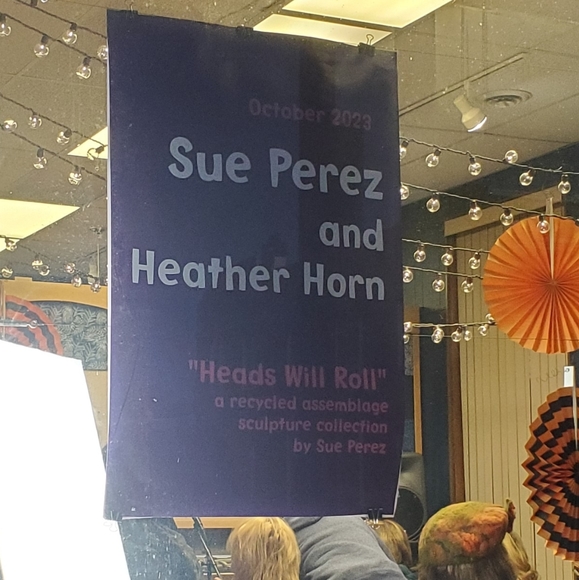 October 2023
Sue Perez
and
Heather Horn
"Heads Will Roll"
a recycled assemblage
sculpture collection
by Sue Perez